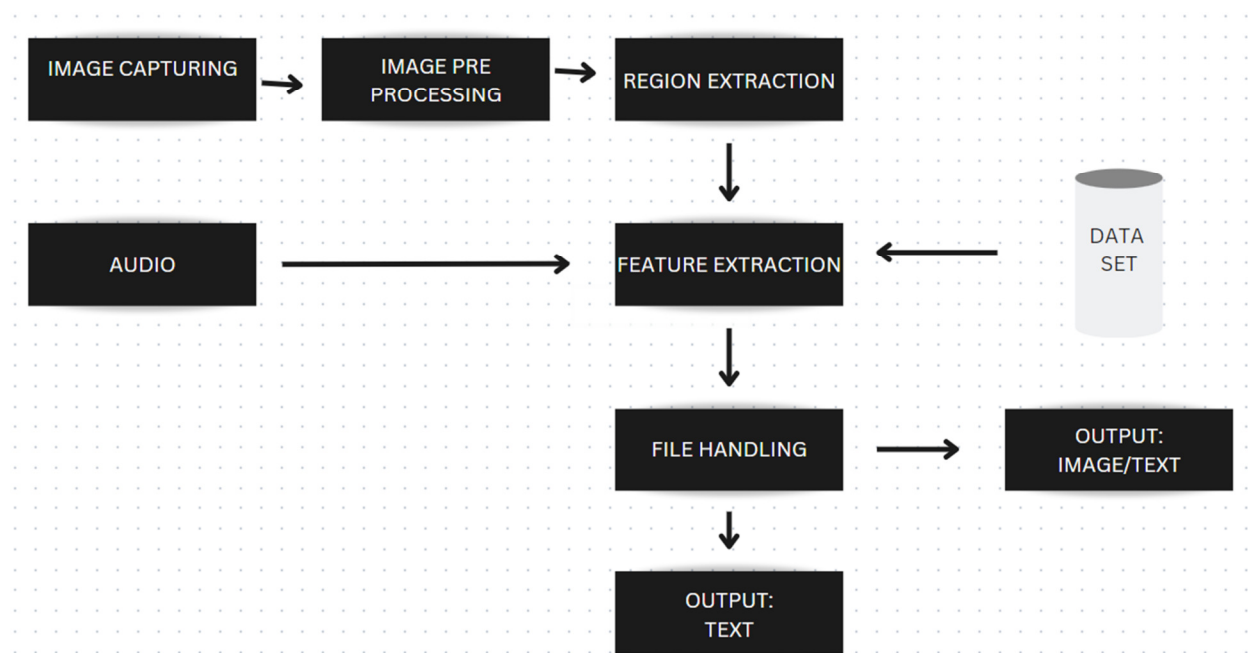 IMAGE CAPTURING
IMAGE PRE
PROCESSING
REGION EXTRACTION
AUDIO
FEATURE EXTRACTION
DATA
SET
FILE HANDLING
OUTPUT:
IMAGE/TEXT
OUTPUT:
TEXT